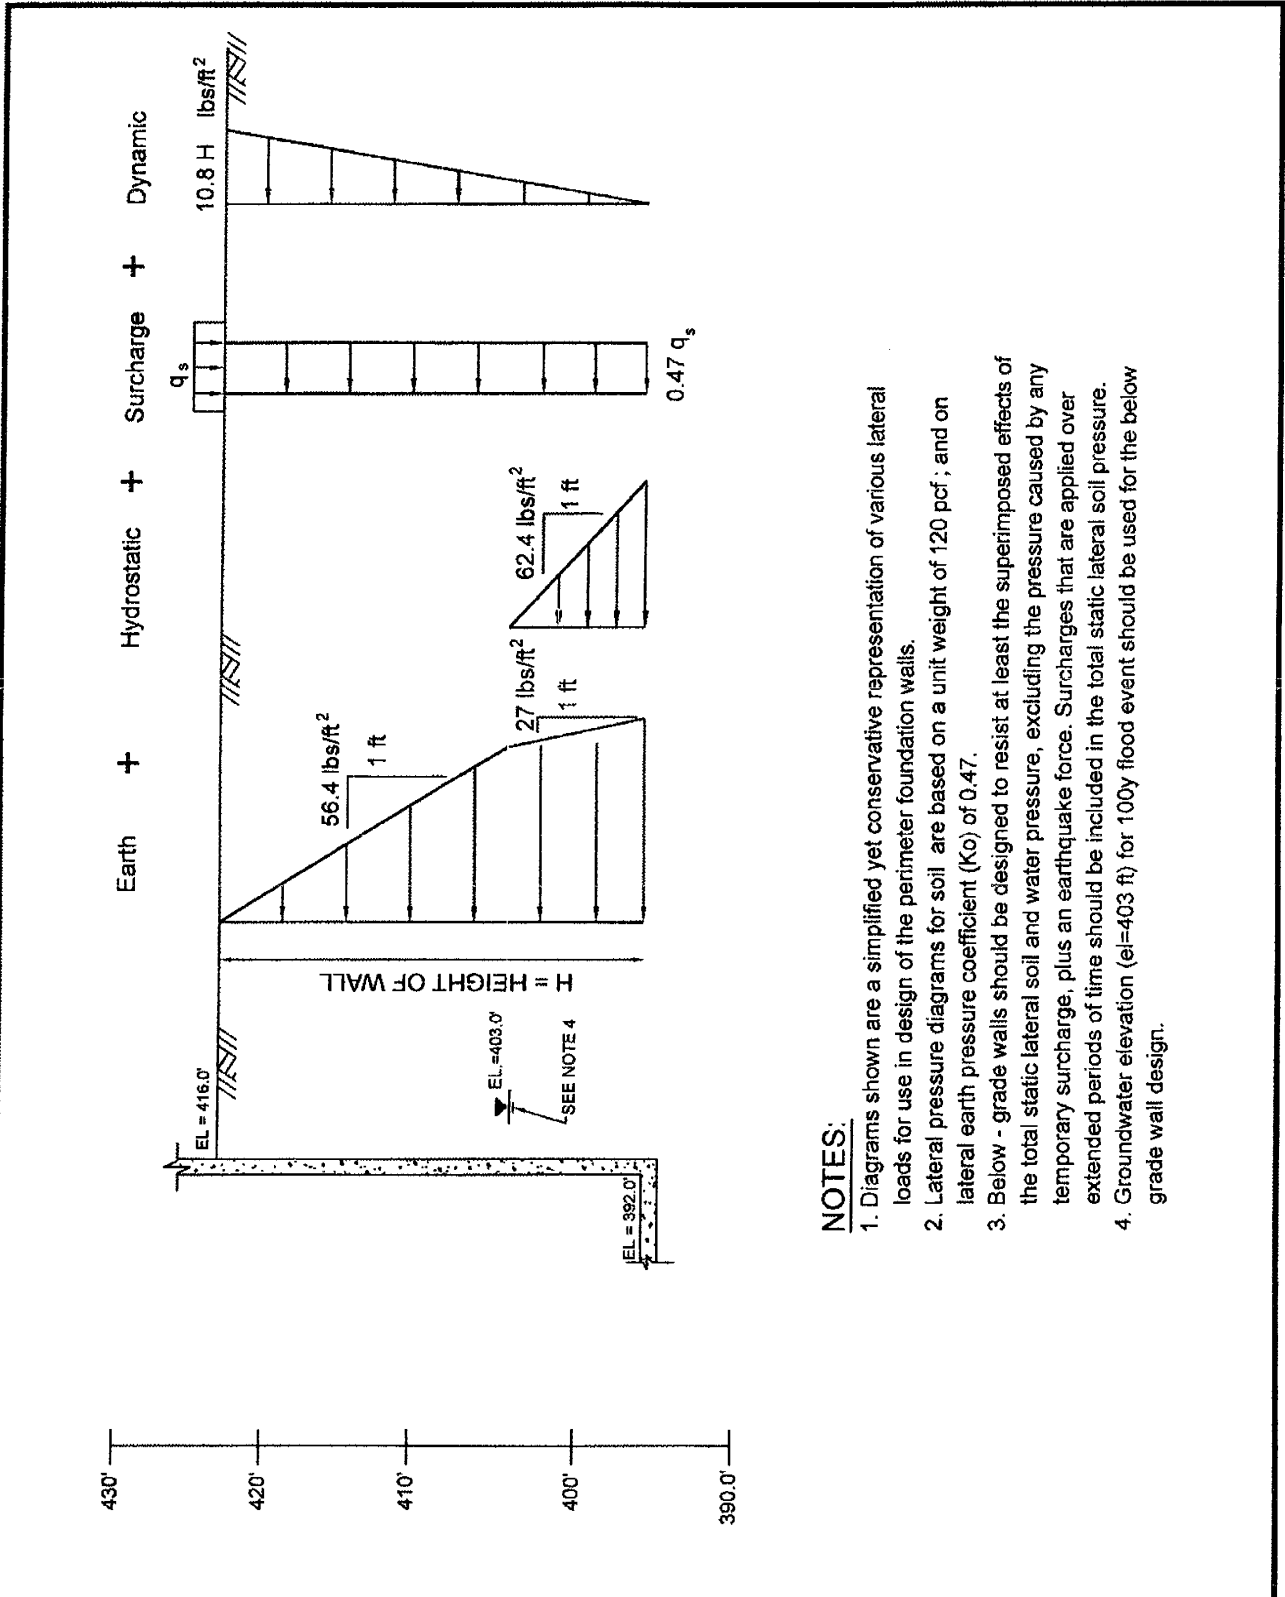 Earth + Hydrostatic + Surcharge + Dynamic
430'
420'
410'
400'
390.0'
EL = 416.0'
EL = 392.0'
EL.=403.0'
SEE NOTE 4
H = HEIGHT OF WALL
56.4 lbs/ft²
1 ft
27 lbs/ft²
1 ft
62.4 lbs/ft²
1 ft
qₛ
0.47 qₛ
10.8 H lbs/ft²
NOTES:
1. Diagrams shown are a simplified yet conservative representation of various lateral
loads for use in design of the perimeter foundation walls.
2. Lateral pressure diagrams for soil are based on a unit weight of 120 pcf ; and on
lateral earth pressure coefficient (Ko) of 0.47.
3. Below - grade walls should be designed to resist at least the superimposed effects of
the total static lateral soil and water pressure, excluding the pressure caused by any
temporary surcharge, plus an earthquake force. Surcharges that are applied over
extended periods of time should be included in the total static lateral soil pressure.
4. Groundwater elevation (el=403 ft) for 100y flood event should be used for the below
grade wall design.